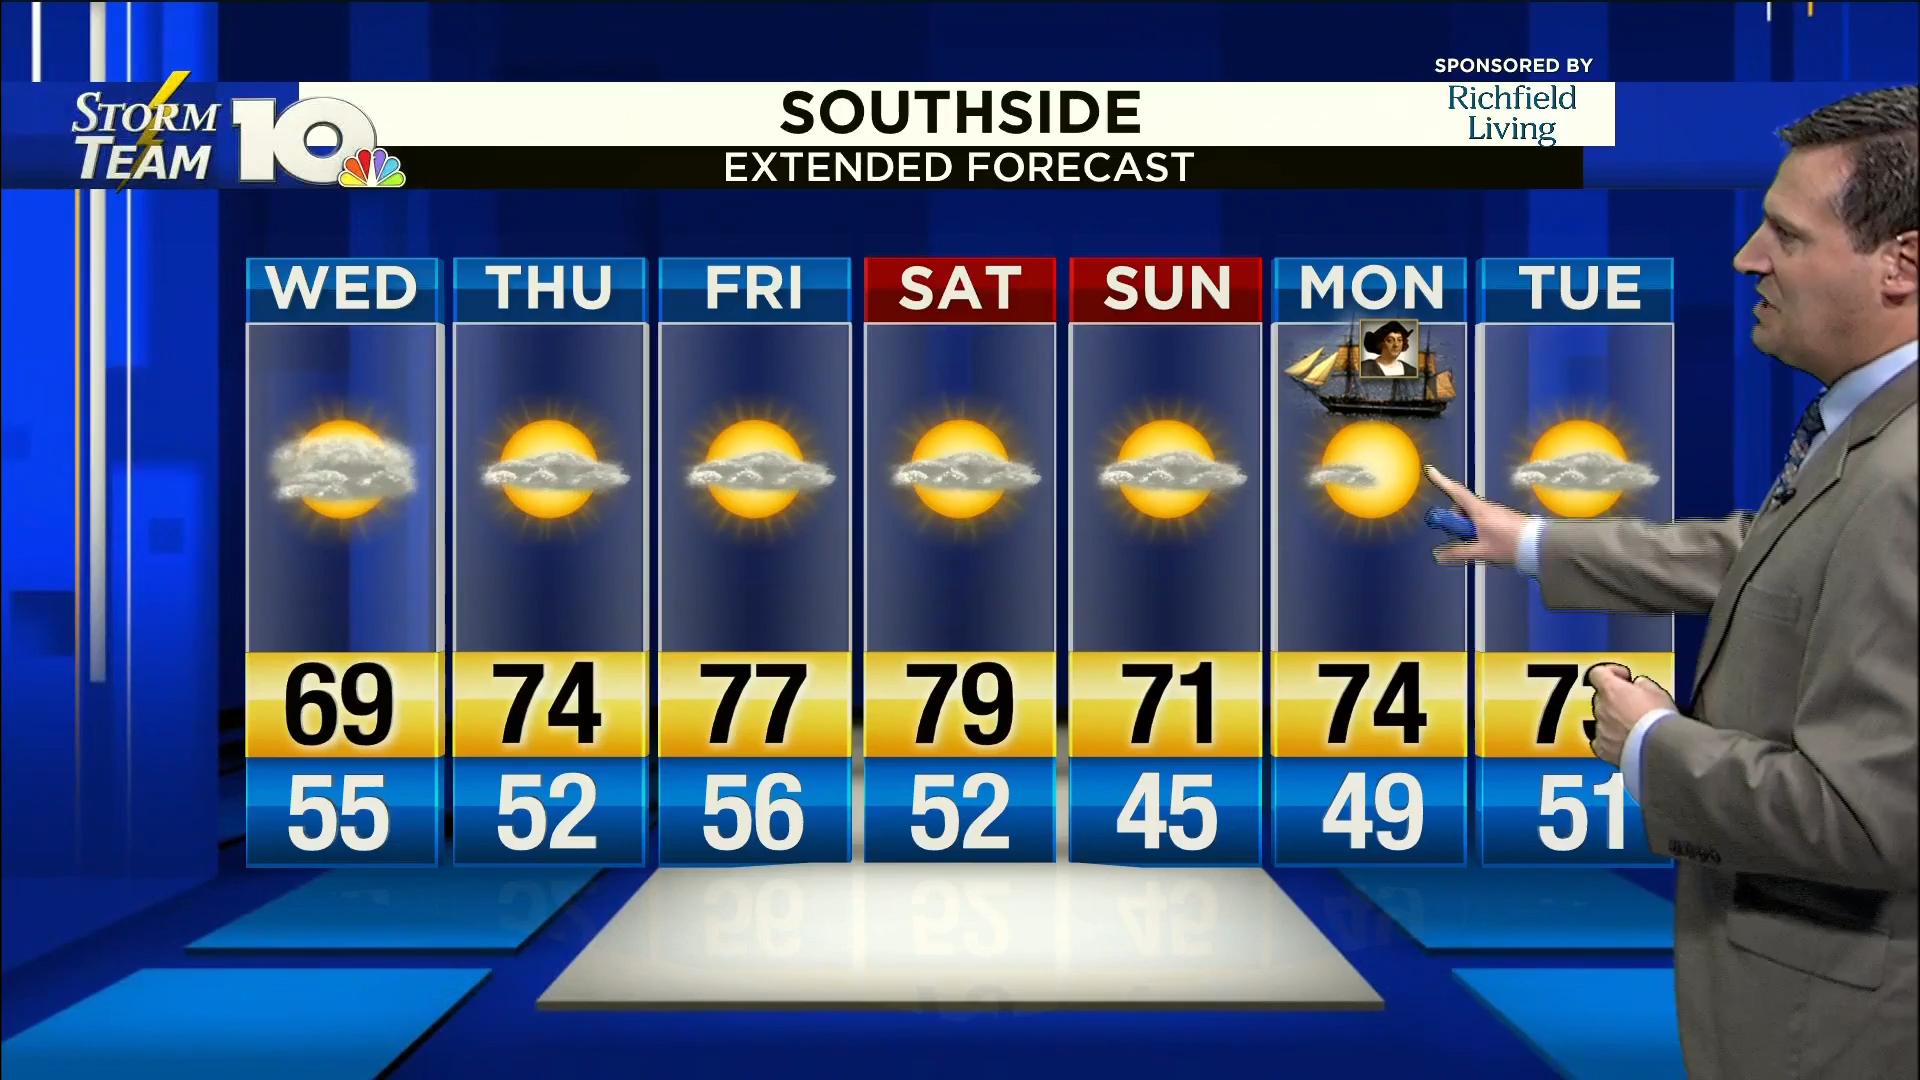 SPONSORED BY
STORM
TEAM
10
SOUTHSIDE
Richfield
Living
EXTENDED FORECAST
WED THU FRI SAT SUN MON TUE
69 74 77 79 71 74
55 52 56 52 45 49 51